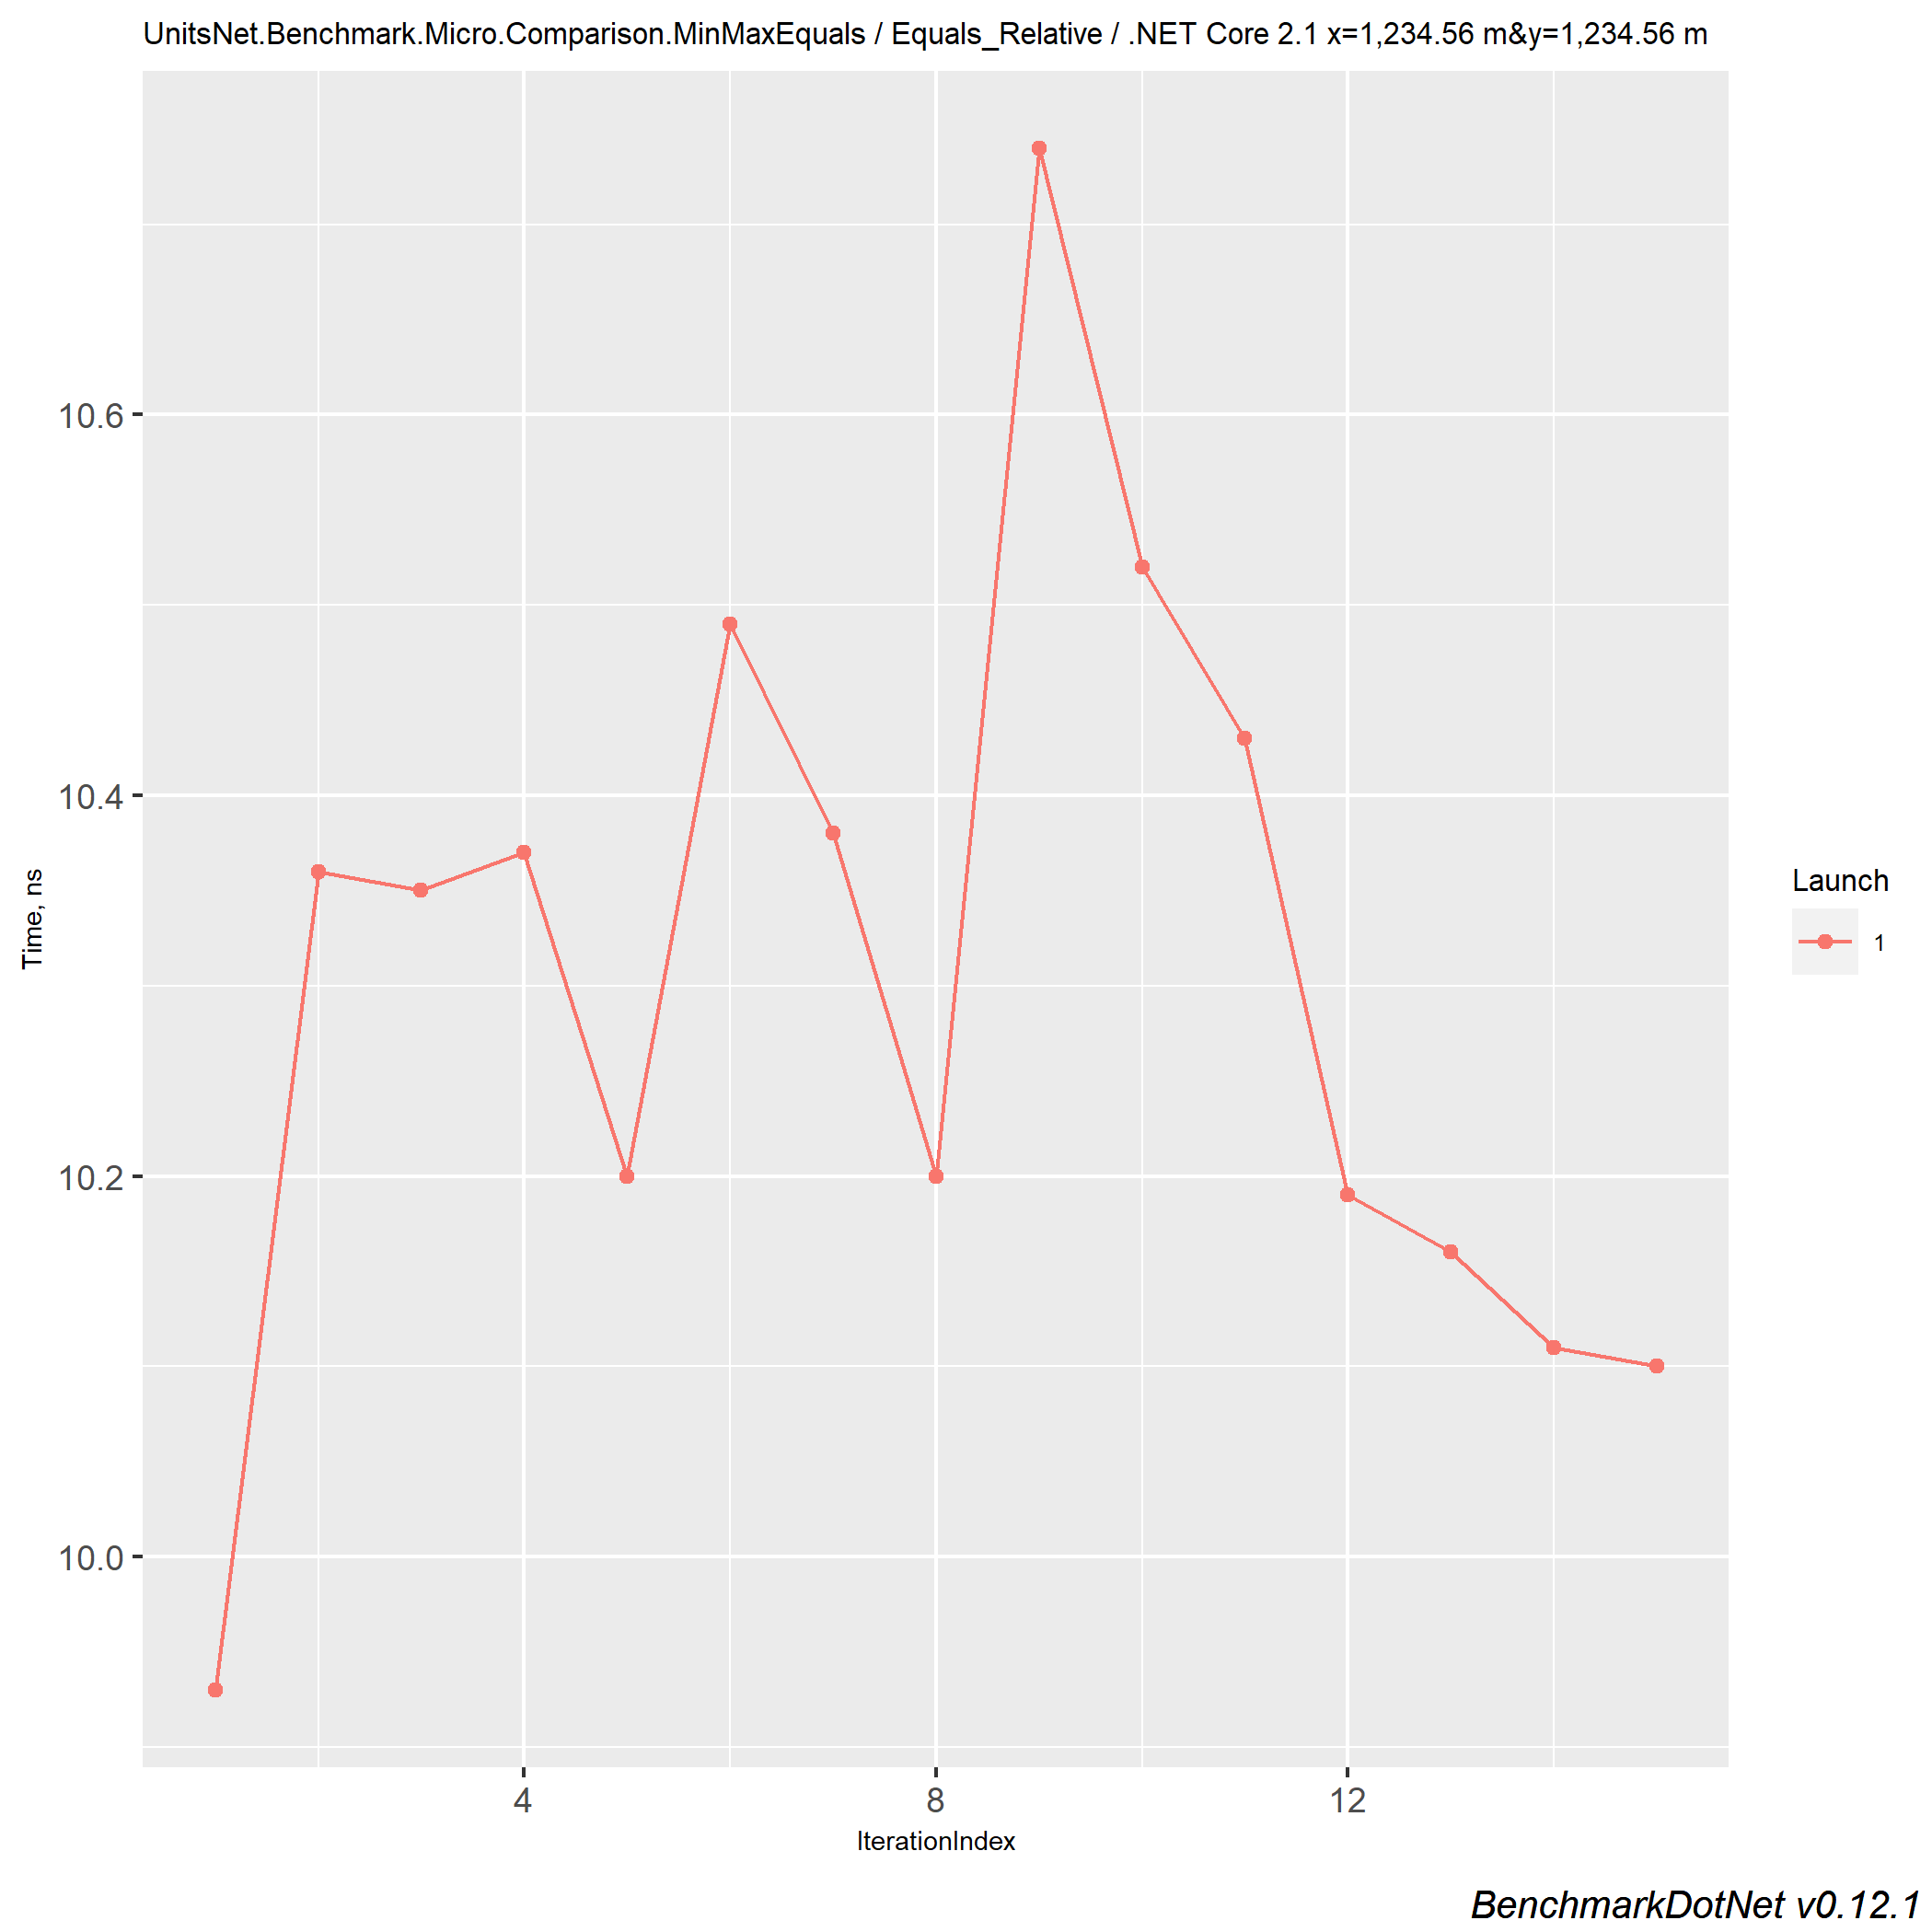 UnitsNet.Benchmark.Micro.Comparison.MinMaxEquals / Equals_Relative / .NET Core 2.1 x=1,234.56 m&y=1,234.56 m
10.6
10.4
10.2
10.0
Time, ns
4
8
12
IterationIndex
Launch
1
BenchmarkDotNet v0.12.1